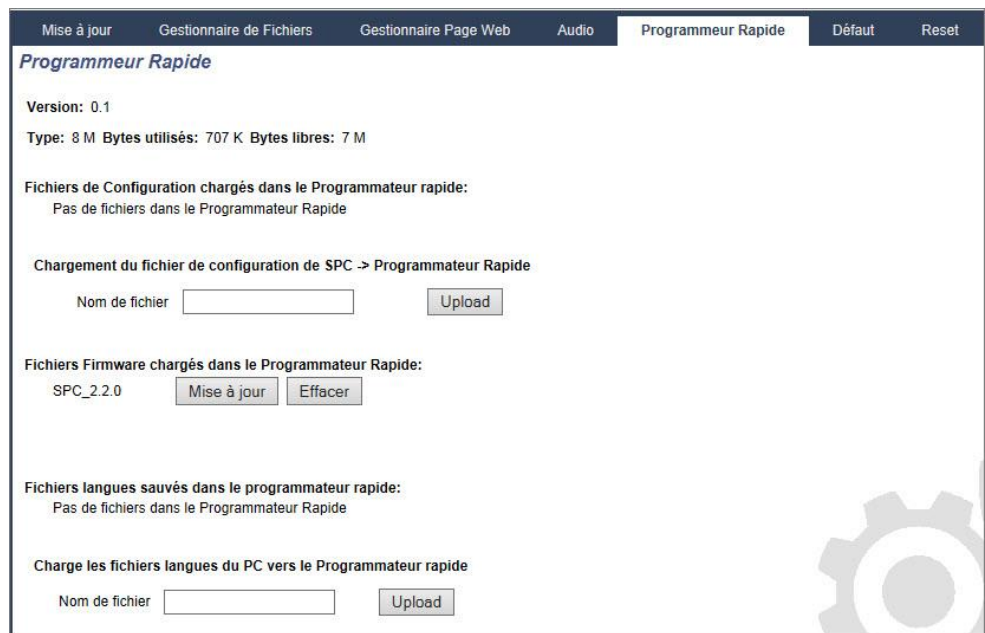 Mise à jour Gestionnaire de Fichiers Gestionnaire Page Web Audio Programmeur Rapide Défaut Reset
Programmeur Rapide
Version: 0.1
Type: 8 M Bytes utilisés: 707 K Bytes libres: 7 M
Fichiers de Configuration chargés dans le Programmateur rapide:
Pas de fichiers dans le Programmateur Rapide
Chargement du fichier de configuration de SPC -> Programmateur Rapide
Nom de fichier Upload
Fichiers Firmware chargés dans le Programmateur Rapide:
SPC_2.2.0 Mise à jour Effacer
Fichiers langues sauvés dans le programmateur rapide:
Pas de fichiers dans le Programmateur Rapide
Charge les fichiers langues du PC vers le Programmateur rapide
Nom de fichier Upload